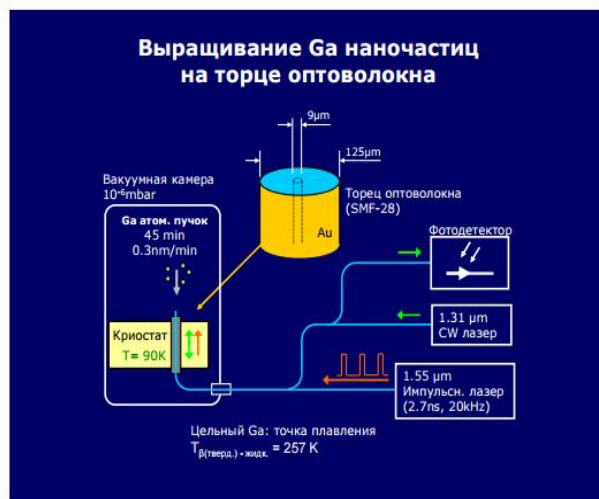 Выращивание Ga наночастиц
на торце оптоволокна
9μm
125μm
Вакуумная камера
10⁻⁶mbar
Ga атом. пучок
45 min
0.3nm/min
Торец оптоволокна
(SMF-28)
Au
Фотодетектор
Криостат
T= 90K
1.31 μm
CW лазер
1.55 μm
Импульсн. лазер
(2.7ns, 20kHz)
Цельный Ga: точка плавления
Tβ(тверд.) • жидк. = 257 K